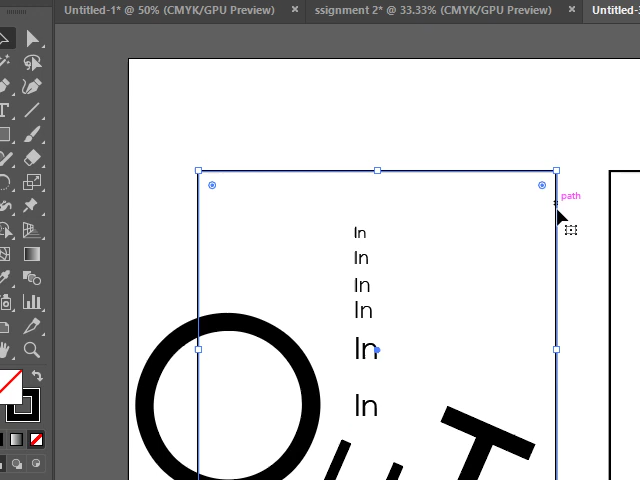 Untitled-1* @ 50% (CMYK/GPU Preview) × ssignment 2* @ 33.33% (CMYK/GPU Preview) × Untitled-
path
In
In
In
In
In
In
O U T